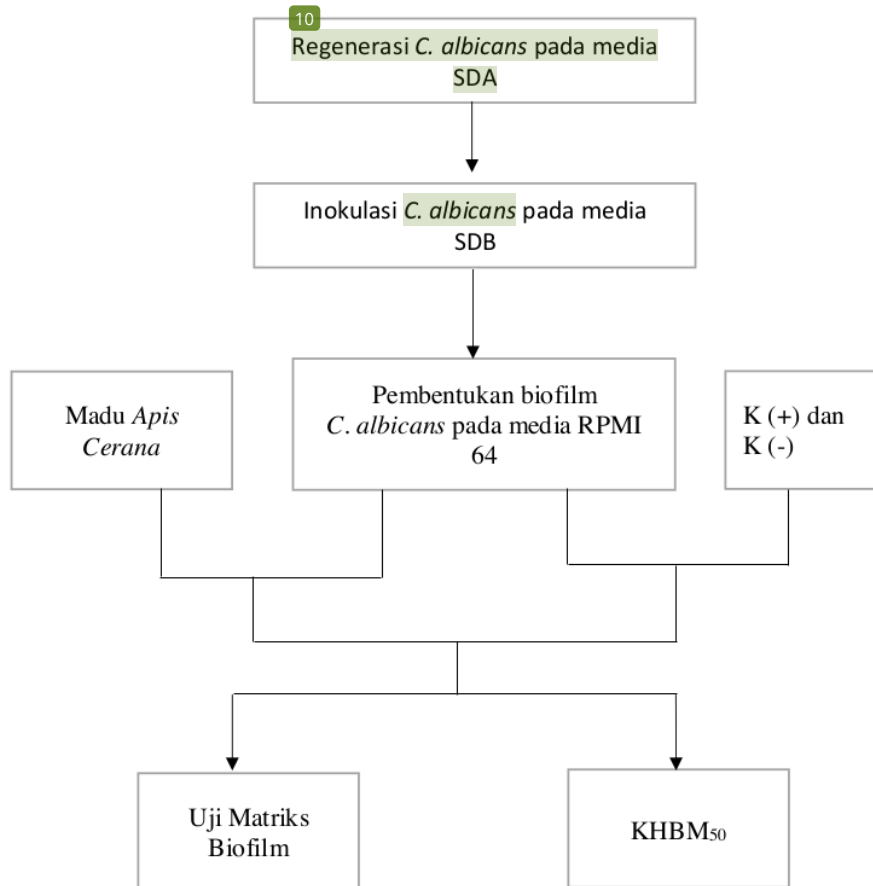 10
Regenerasi C. albicans pada media
SDA
Inokulasi C. albicans pada media
SDB
Madu Apis
Cerana
Pembentukan biofilm
C. albicans pada media RPMI
64
K (+) dan
K (-)
Uji Matriks
Biofilm
KHBM₅₀